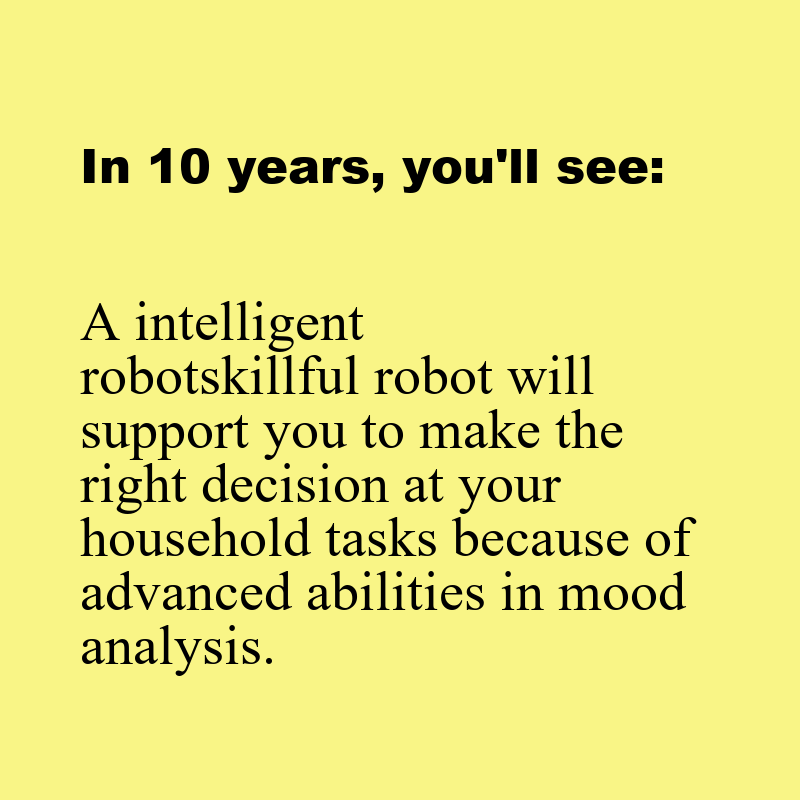 In 10 years, you'll see:
A intelligent
robotskillful robot will
support you to make the
right decision at your
household tasks because of
advanced abilities in mood
analysis.